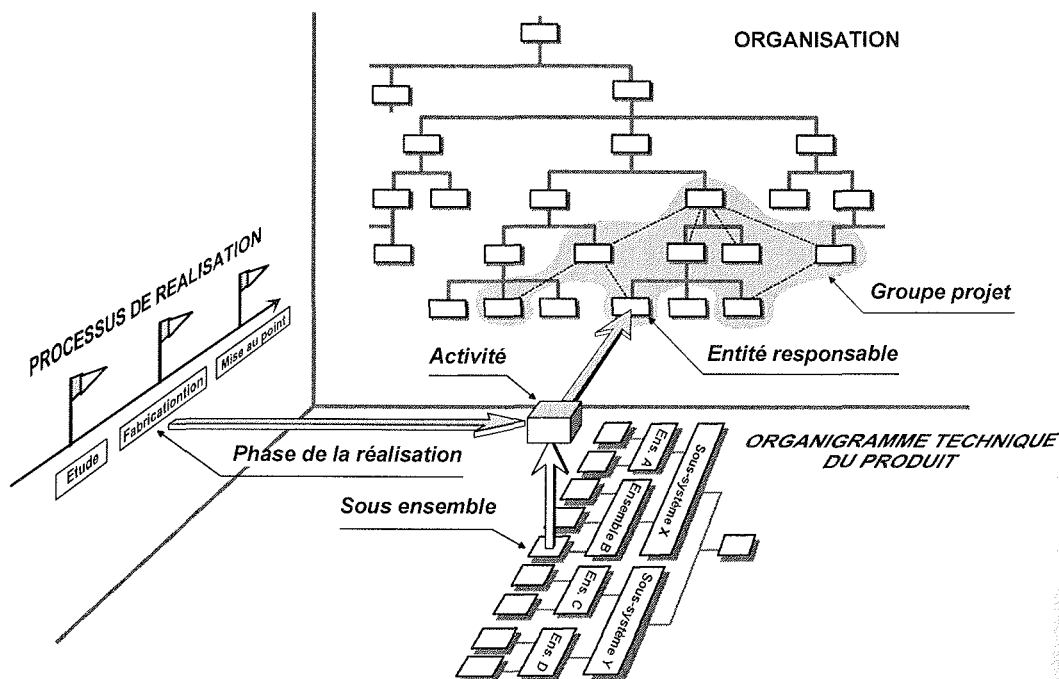 ORGANISATION
PROCESSUS DE REALISATION
Groupe projet
Entité responsable
Activité
Mise au point
Fabricationtion
Etude
Phase de la réalisation
Sous ensemble
ORGANIGRAMME TECHNIQUE
DU PRODUIT
Ens. A
Sous-système X
Ensemble B
Ens. C
Sous-système Y
Ens. D